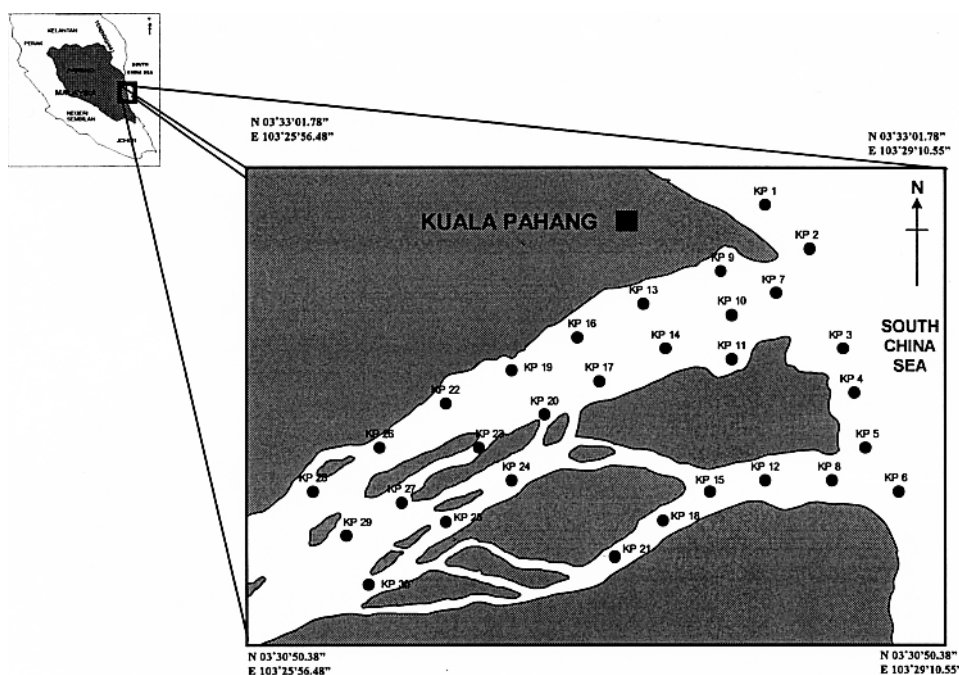 KELANTAN
PERAK
SOUTH
CHINA SEA
PAHANG
MALAYSIA
NEGERI
SEMBILAN
JOHOR
N 03°33'01.78"
E 103°25'56.48"
N 03°33'01.78"
E 103°29'10.55"
KP 1
N
KUALA PAHANG
KP 2
KP 9
KP 7
KP 13
KP 10
KP 16
KP 14
KP 11
KP 3
SOUTH
CHINA
SEA
KP 19
KP 17
KP 4
KP 22
KP 20
KP 26
KP 23
KP 5
KP 24
KP 15
KP 12
KP 8
KP 6
KP 27
KP 25
KP 18
KP 29
KP 21
KP 30
N 03°30'50.38"
E 103°25'56.48"
N 03°30'50.38"
E 103°29'10.55"